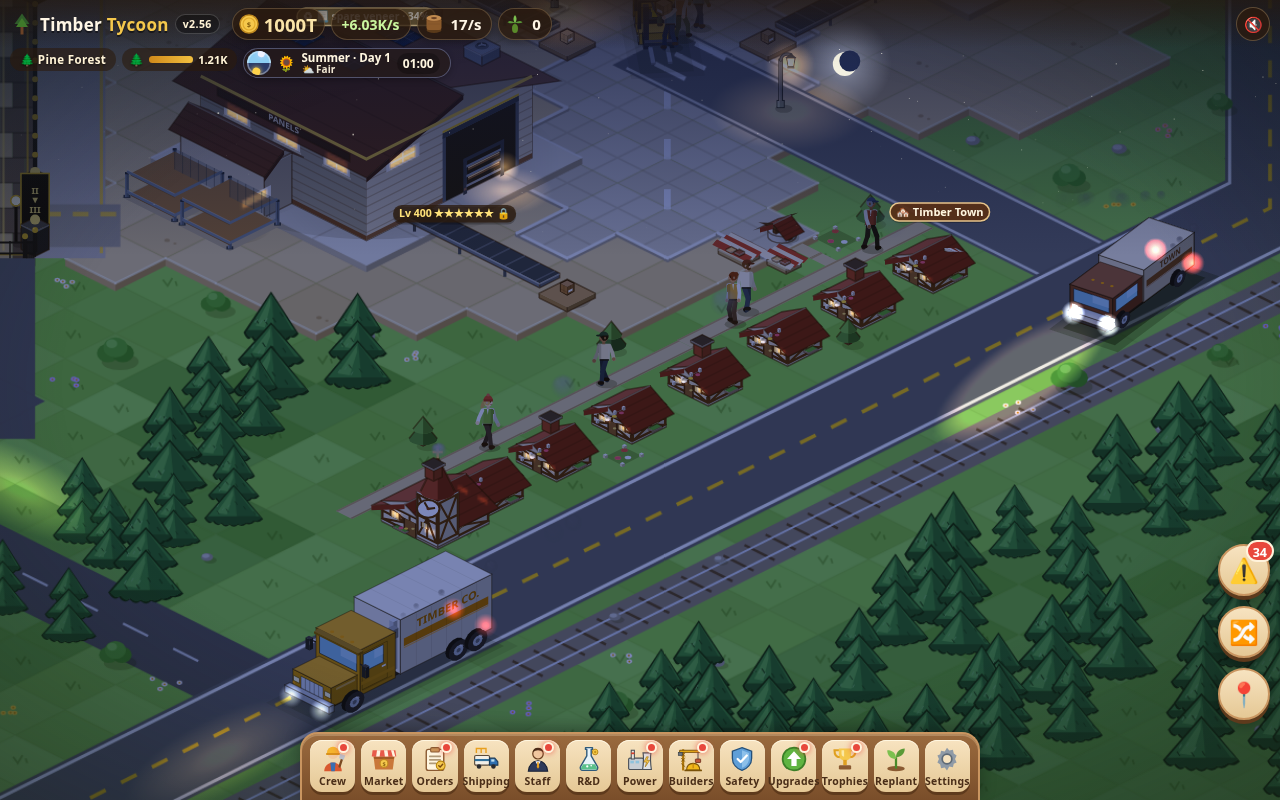 Timber Tycoon v2.56
1000T
+6.03K/s
17/s
0
Pine Forest
1.21K
Summer · Day 1
Fair
01:00
PANELS
II
III
Lv 400 ★★★★★★
Timber Town
TOWN
TIMBER CO.
34
Crew
Market
Orders
Shipping
Staff
R&D
Power
Builders
Safety
Upgrades
Trophies
Replant
Settings